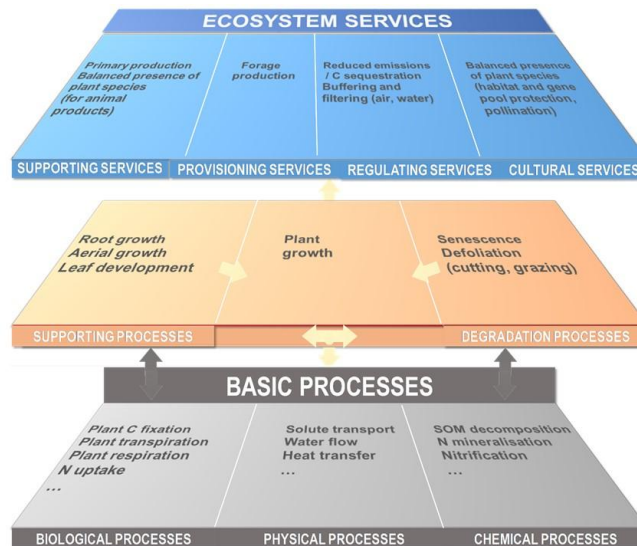 ECOSYSTEM SERVICES
Primary production
Balanced presence of
plant species
(for animal
products)
Forage
production
Reduced emissions
/ C sequestration
Buffering and
filtering (air, water)
Balanced presence
of plant species
(habitat and gene
pool protection,
pollination)
SUPPORTING SERVICES
PROVISIONING SERVICES
REGULATING SERVICES
CULTURAL SERVICES
Root growth
Aerial growth
Leaf development
Plant
growth
Senescence
Defoliation
(cutting, grazing)
SUPPORTING PROCESSES
DEGRADATION PROCESSES
BASIC PROCESSES
Plant C fixation
Plant transpiration
Plant respiration
N uptake
...
Solute transport
Water flow
Heat transfer
...
SOM decomposition
N mineralisation
Nitrification
...
BIOLOGICAL PROCESSES
PHYSICAL PROCESSES
CHEMICAL PROCESSES